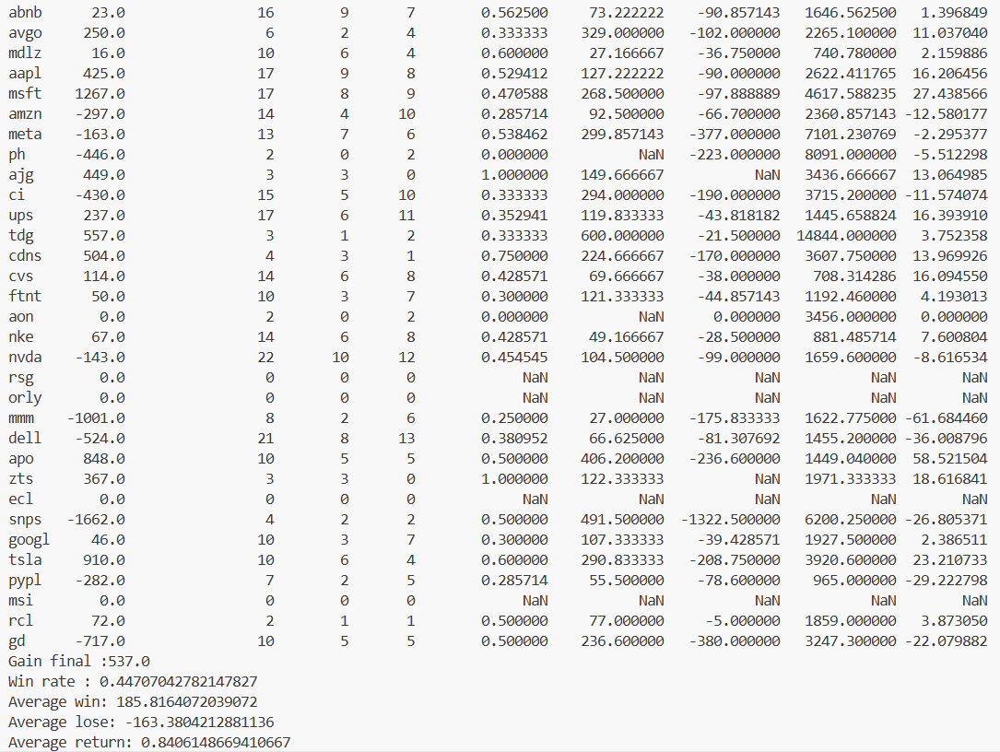 abnb 23.0 16 9 7 0.562500 73.222222 -90.857143 1646.562500 1.396849
avgo 250.0 6 2 4 0.333333 329.000000 -102.000000 2265.100000 11.037040
mdlz 16.0 10 6 4 0.600000 27.166667 -36.750000 740.780000 2.159886
aapl 425.0 17 9 8 0.529412 127.222222 -90.000000 2622.411765 16.206456
msft 1267.0 17 8 9 0.470588 268.500000 -97.888889 4617.588235 27.438566
amzn -297.0 14 4 10 0.285714 92.500000 -66.700000 2360.857143 -12.580177
meta -163.0 13 7 6 0.538462 299.857143 -377.000000 7101.230769 -2.295377
ph -446.0 2 0 2 0.000000 NaN -223.000000 8091.000000 -5.512298
ajg 449.0 3 3 0 1.000000 149.666667 NaN 3436.666667 13.064985
ci -430.0 15 5 10 0.333333 294.000000 -190.000000 3715.200000 -11.574074
ups 237.0 17 6 11 0.352941 119.833333 -43.818182 1445.658824 16.393910
tdg 557.0 3 1 2 0.333333 600.000000 -21.500000 14844.000000 3.752358
cdns 504.0 4 3 1 0.750000 224.666667 -170.000000 3607.750000 13.969926
cvs 114.0 14 6 8 0.428571 69.666667 -38.000000 708.314286 16.094550
ftnt 50.0 10 3 7 0.300000 121.333333 -44.857143 1192.460000 4.193013
aon 0.0 2 0 2 0.000000 NaN 0.000000 3456.000000 0.000000
nke 67.0 14 6 8 0.428571 49.166667 -28.500000 881.485714 7.600804
nvda -143.0 22 10 12 0.454545 104.500000 -99.000000 1659.600000 -8.616534
rsg 0.0 0 0 0 NaN NaN NaN NaN NaN
orly 0.0 0 0 0 NaN NaN NaN NaN NaN
mmm -1001.0 8 2 6 0.250000 27.000000 -175.833333 1622.775000 -61.684460
dell -524.0 21 8 13 0.380952 66.625000 -81.307692 1455.200000 -36.008796
apo 848.0 10 5 5 0.500000 406.200000 -236.600000 1449.040000 58.521504
zts 367.0 3 3 0 1.000000 122.333333 NaN 1971.333333 18.616841
ecl 0.0 0 0 0 NaN NaN NaN NaN NaN
snps -1662.0 4 2 2 0.500000 491.500000 -1322.500000 6200.250000 -26.805371
googl 46.0 10 3 7 0.300000 107.333333 -39.428571 1927.500000 2.386511
tsla 910.0 10 6 4 0.600000 290.833333 -208.750000 3920.600000 23.210733
pypl -282.0 7 2 5 0.285714 55.500000 -78.600000 965.000000 -29.222798
msi 0.0 0 0 0 NaN NaN NaN NaN NaN
rcl 72.0 2 1 1 0.500000 77.000000 -5.000000 1859.000000 3.873050
gd -717.0 10 5 5 0.500000 236.600000 -380.000000 3247.300000 -22.079882
Gain final :537.0
Win rate : 0.44707042782147827
Average win: 185.8164072039072
Average lose: -163.3804212881136
Average return: 0.8406148669410667